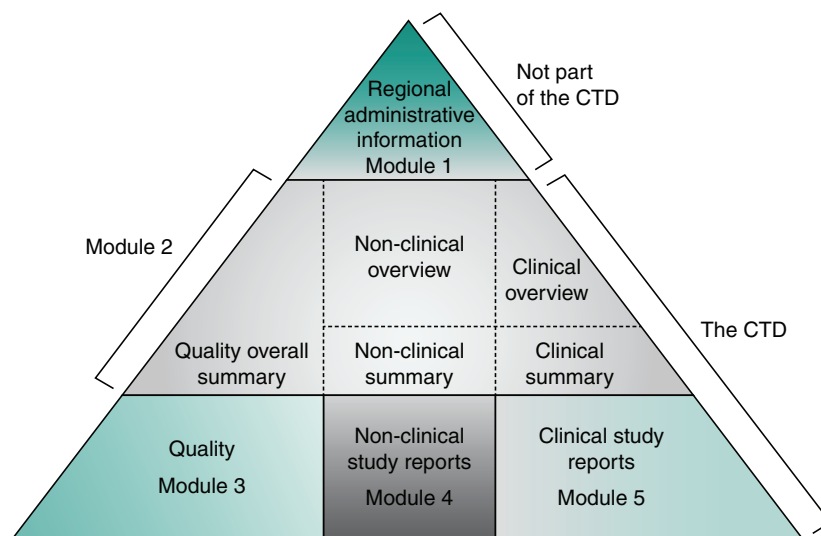 Regional
administrative
information
Module 1
Not part
of the CTD
Module 2
Non-clinical
overview
Clinical
overview
The CTD
Quality overall
summary
Non-clinical
summary
Clinical
summary
Quality
Module 3
Non-clinical
study reports
Module 4
Clinical study
reports
Module 5